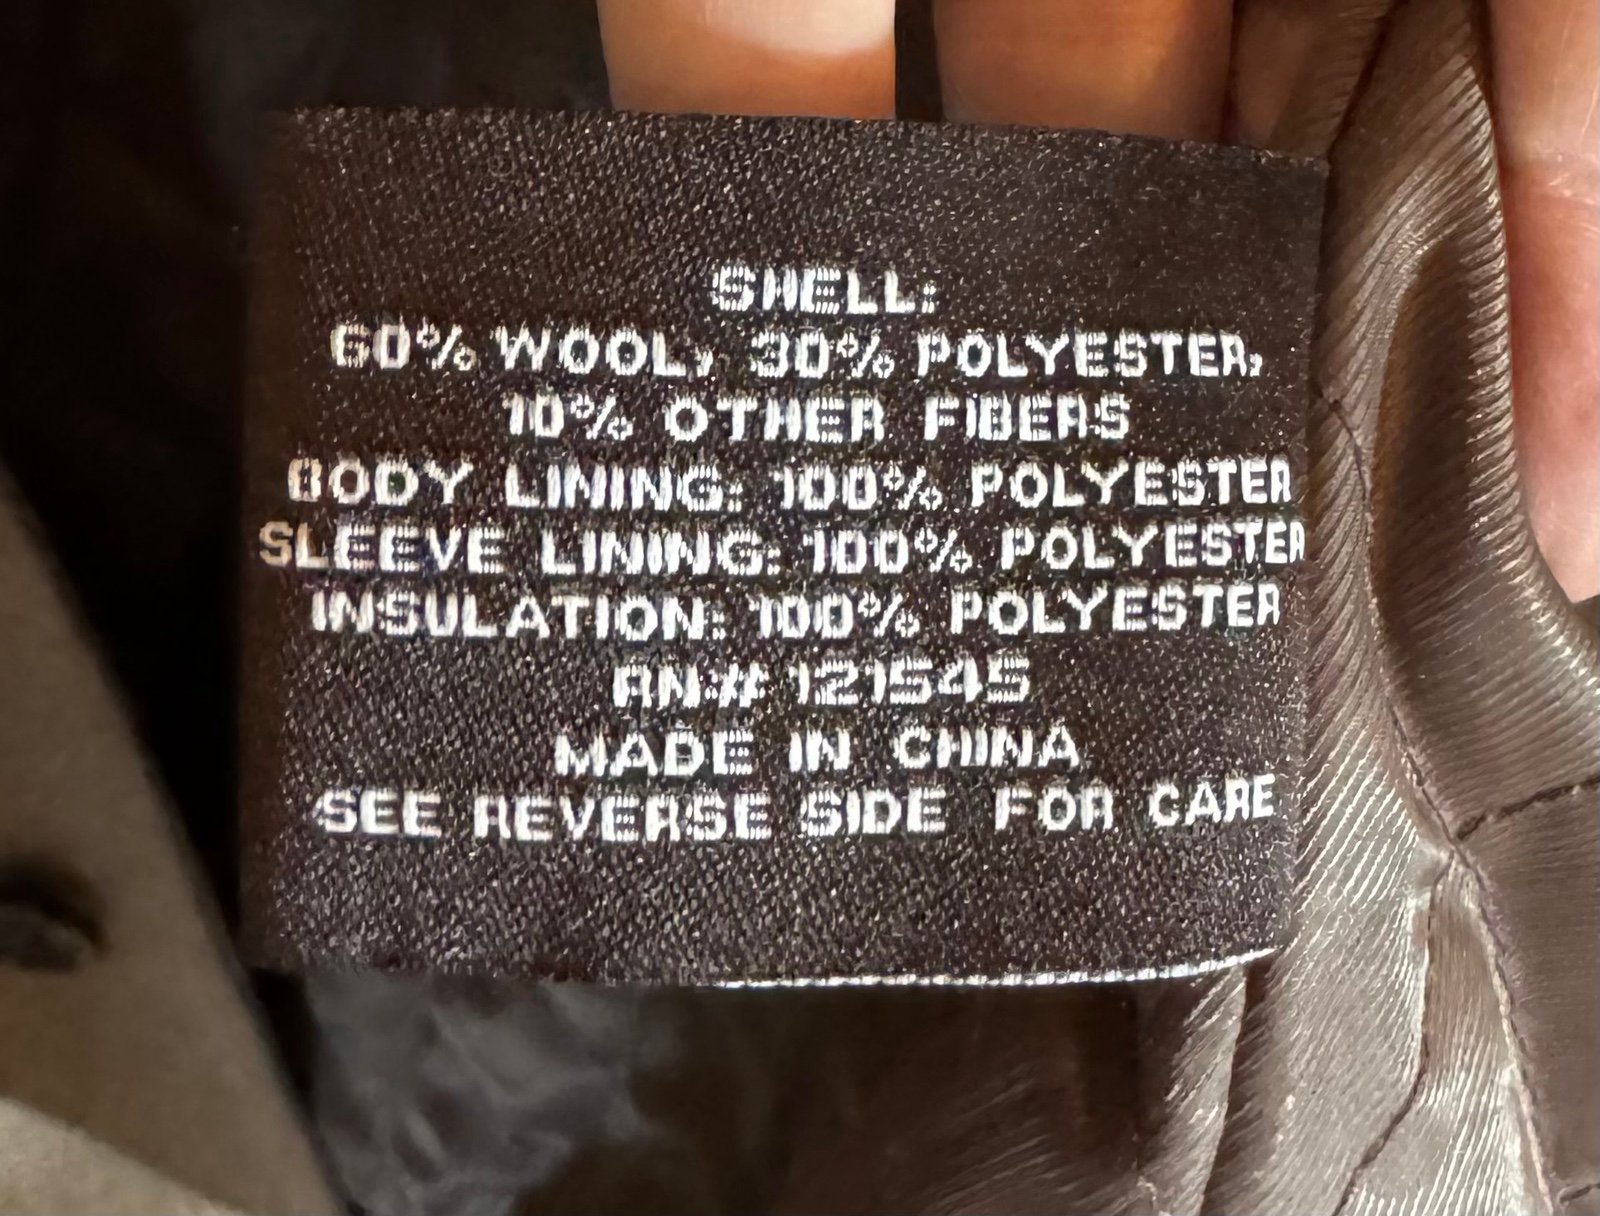 SHELL:
60% WOOL, 30% POLYESTER,
10% OTHER FIBERS
BODY LINING: 100% POLYESTER
SLEEVE LINING: 100% POLYESTER
INSULATION: 100% POLYESTER
RN# 121545
MADE IN CHINA
SEE REVERSE SIDE FOR CARE